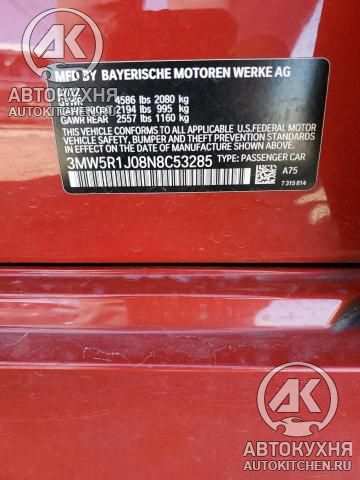 АВТОКУХНЯ
AUTOKITCHEN.RU
MFD BY BAYERISCHE MOTOREN WERKE AG
4586 lbs 2080 kg
GAWR FRONT 2194 lbs 995 kg
GAWR REAR 2557 lbs 1160 kg
THIS VEHICLE CONFORMS TO ALL APPLICABLE U.S.FEDERAL
MOTOR VEHICLE SAFETY, BUMPER, AND THEFT PREVENTION
STANDARDS IN EFFECT ON THE DATE OF MANUFACTURE SHOWN ABOVE.
3MW5R1J08N8C53285 TYPE: PASSENGER CAR
A75
7 315 814
АК
АВТОКУХНЯ
AUTOKITCHEN.RU